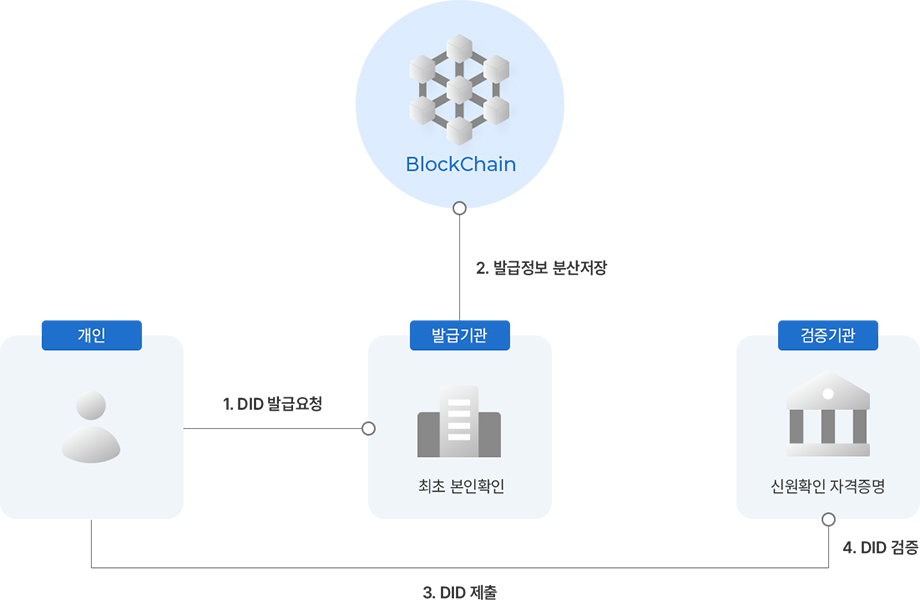 BlockChain
2. 발급정보 분산저장
개인
발급기관
검증기관
1. DID 발급요청
최초 본인확인
신원확인 자격증명
4. DID 검증
3. DID 제출